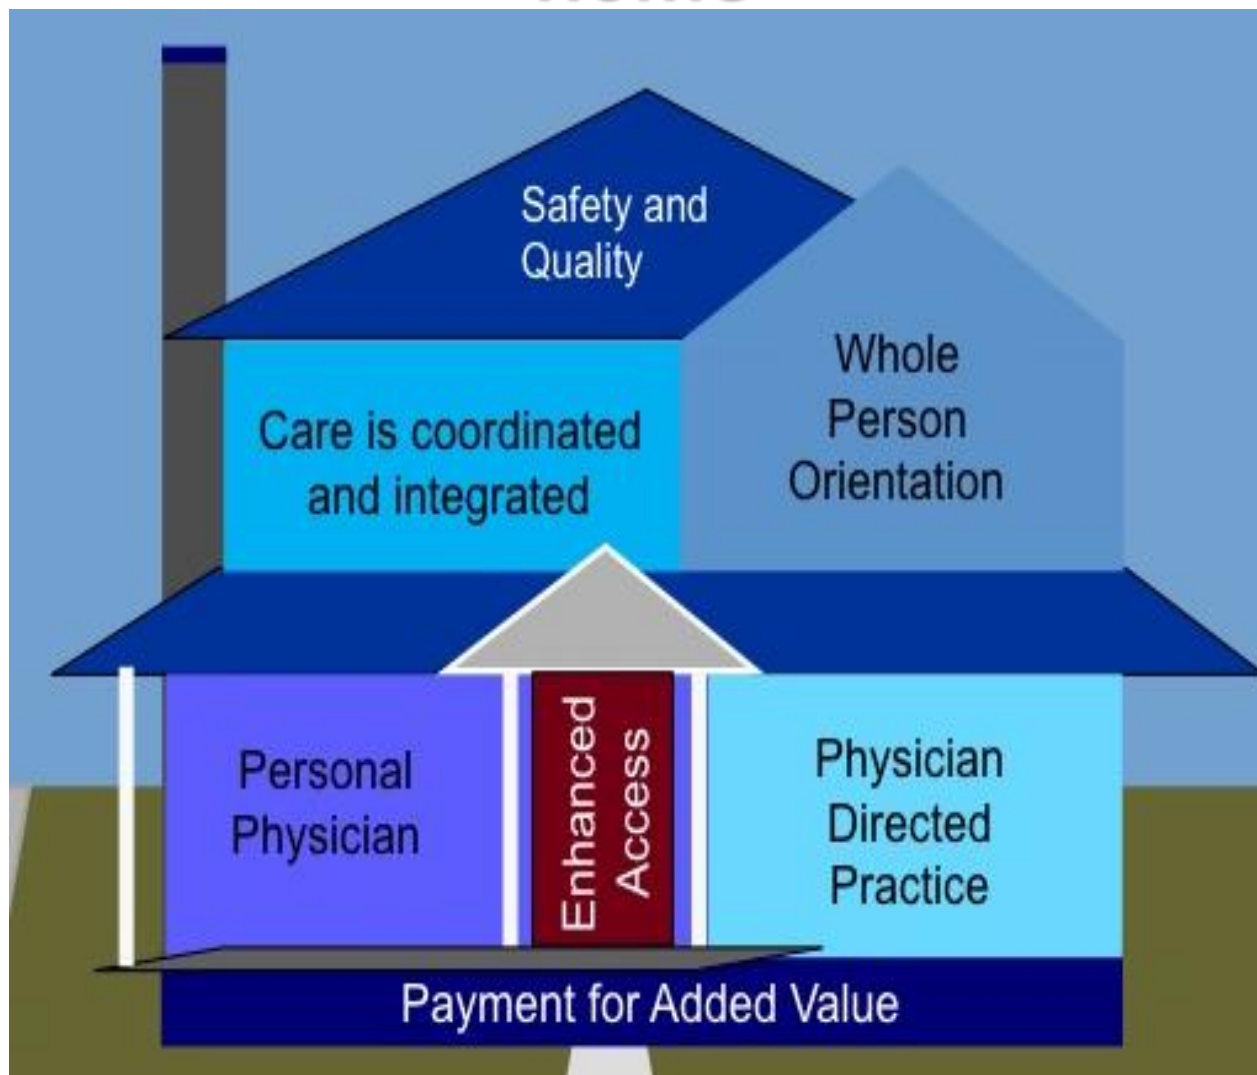 Safety and
Quality
Whole
Person
Orientation
Care is coordinated
and integrated
Personal
Physician
Enhanced
Access
Physician
Directed
Practice
Payment for Added Value